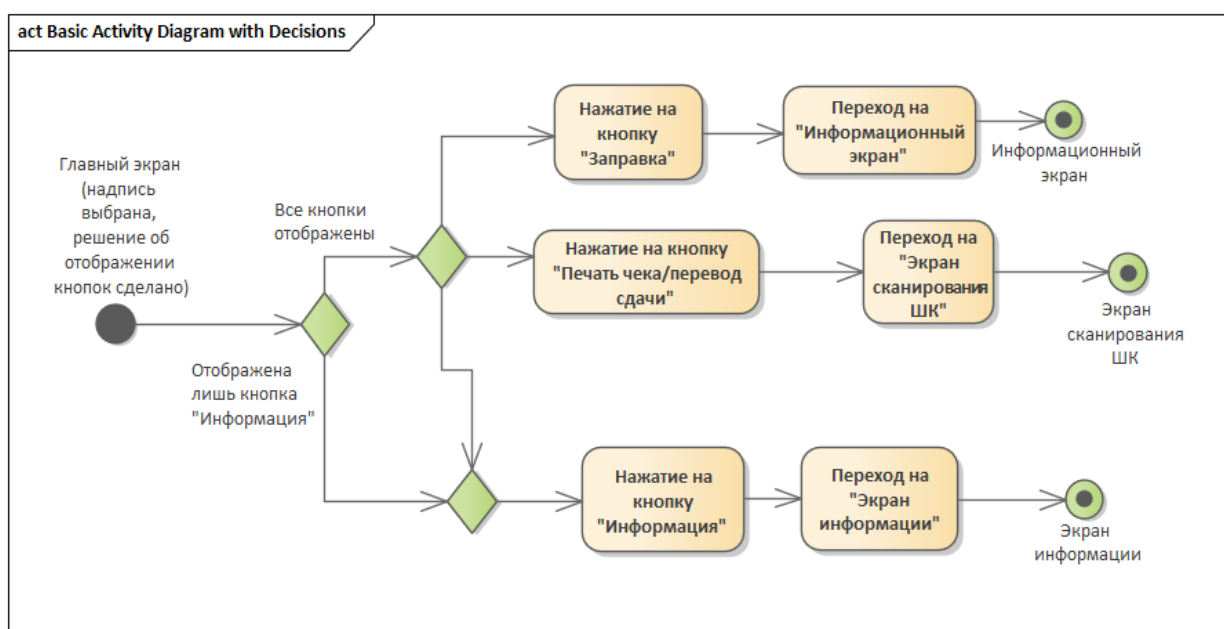 act Basic Activity Diagram with Decisions
Главный экран
(надпись
выбрана,
решение об
отображении
кнопок сделано)
Все кнопки
отображены
Отображена
лишь кнопка
"Информация"
Нажатие на
кнопку
"Заправка"
Переход на
"Информационный
экран"
Информационный
экран
Нажатие на кнопку
"Печать чека/перевод
сдачи"
Переход на
"Экран
сканирования
ШК"
Экран
сканирования
ШК
Нажатие на
кнопку
"Информация"
Переход на
"Экран
информации"
Экран
информации